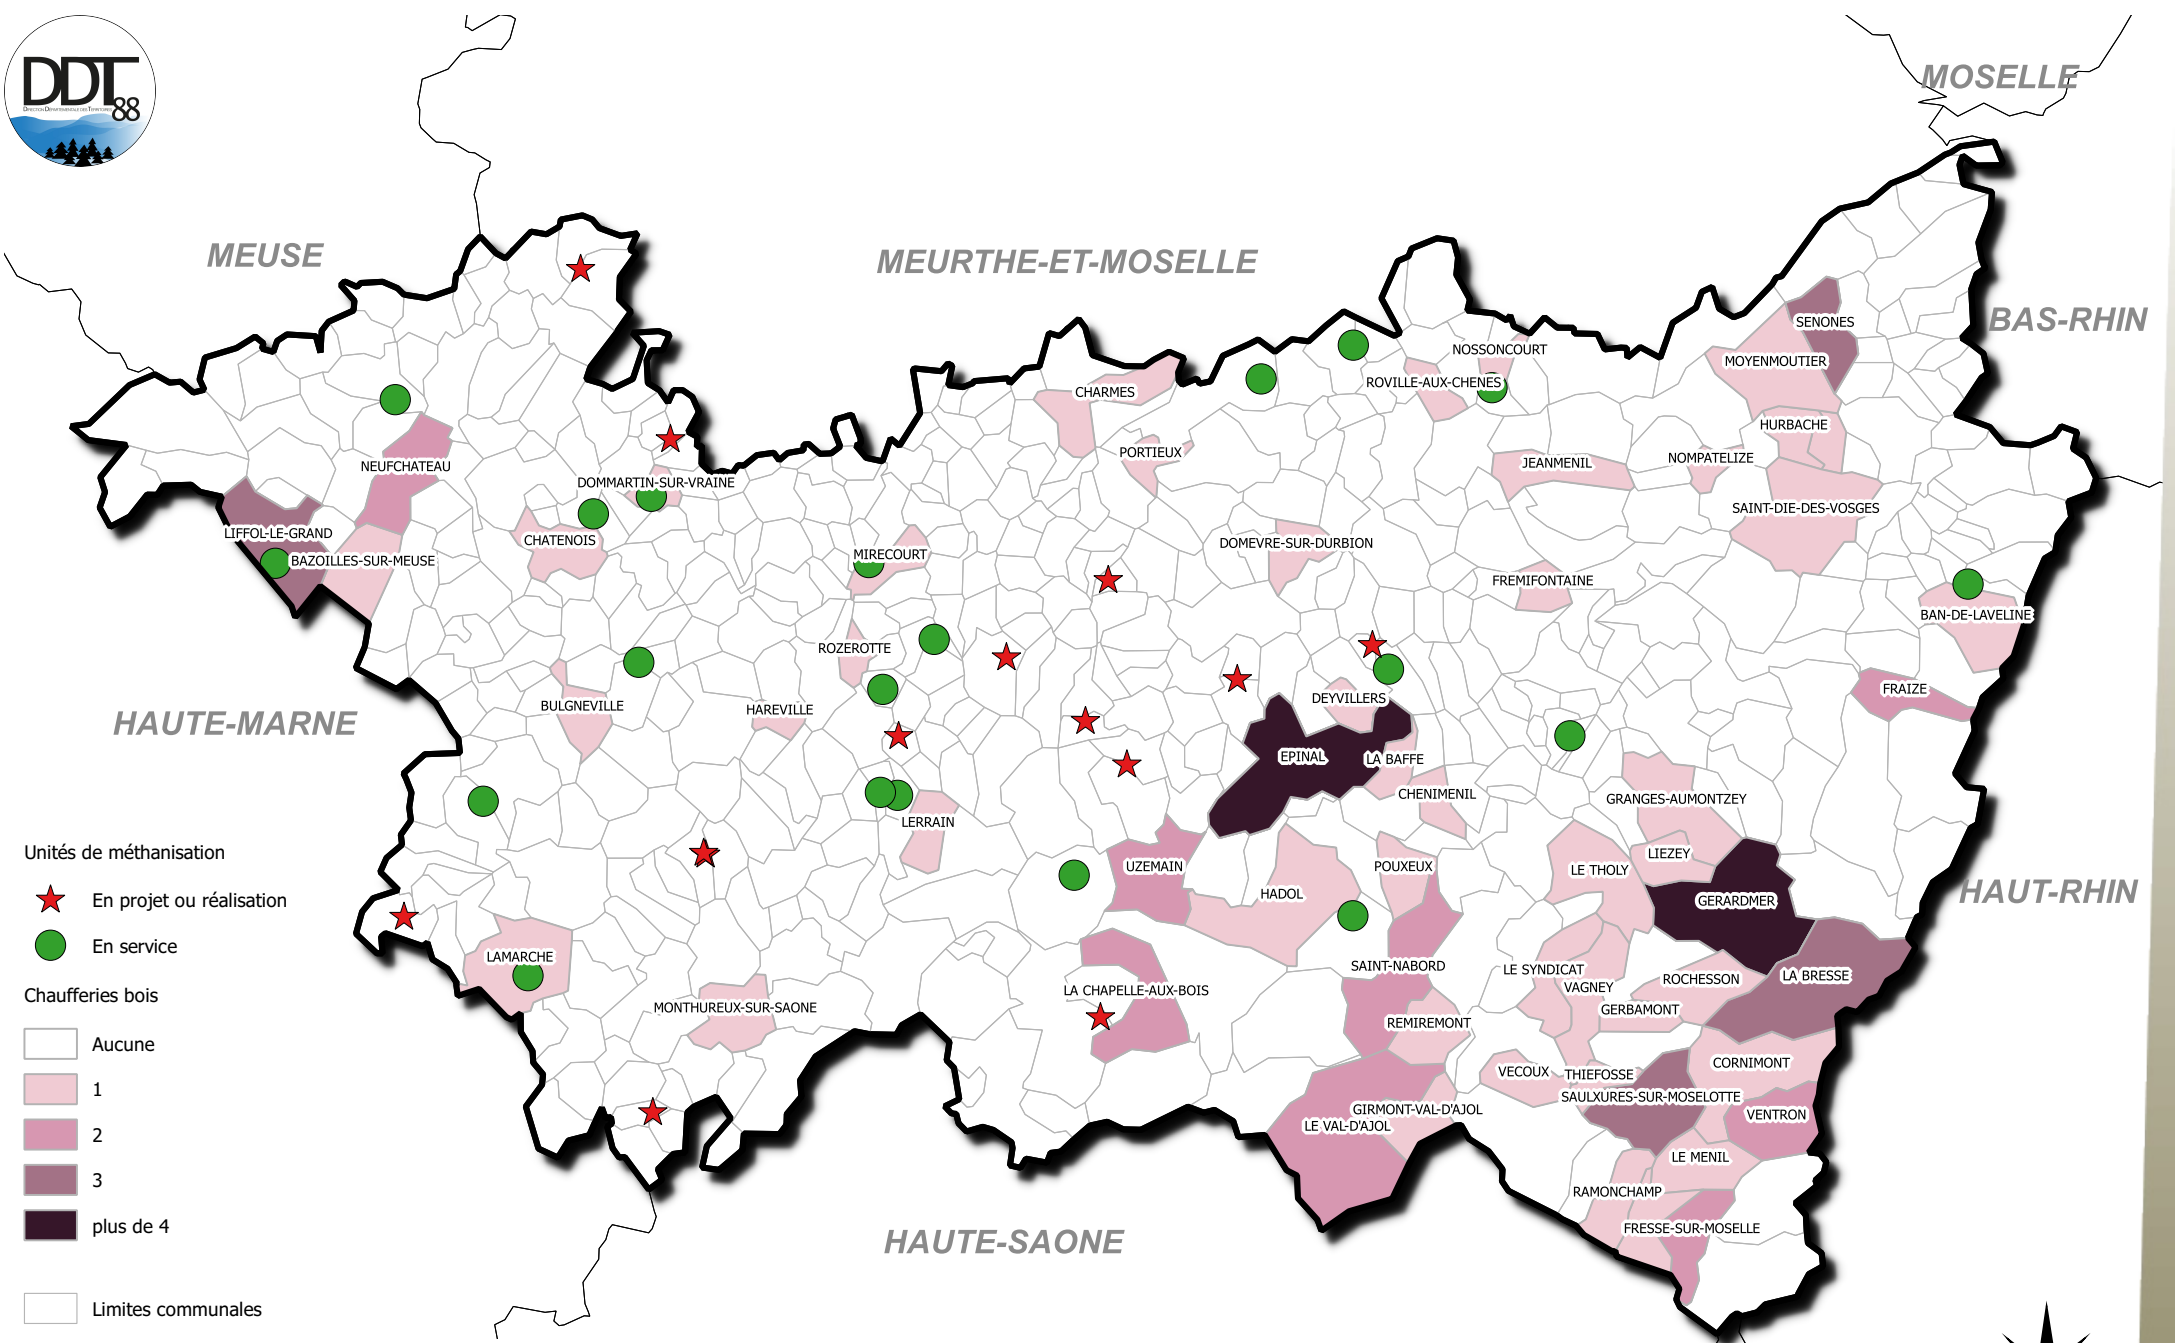 DDT
88
DIRECTION DÉPARTEMENTALE DES TERRITOIRES
MOSELLE
MEUSE
MEURTHE-ET-MOSELLE
BAS-RHIN
SENONES
NOSSONCOURT
MOYENMOUTIER
ROVILLE-AUX-CHENES
CHARMES
HURBACHE
PORTIEUX
NOMPATELIZE
JEANMENIL
NEUFCHATEAU
DOMMARTIN-SUR-VRAINE
SAINT-DIE-DES-VOSGES
LIFFOL-LE-GRAND
CHATENOIS
DOMEVRE-SUR-DURBION
MIRECOURT
BAZOILLES-SUR-MEUSE
FREMIFONTAINE
BAN-DE-LAVELINE
ROZEROTTE
FRAIZE
DEYVILLERS
BULGNEVILLE
HAREVILLE
HAUTE-MARNE
EPINAL
LA BAFFE
CHENIMENIL
GRANGES-AUMONTZEY
LERRAIN
LIEZEY
UZEMAIN
POUXEUX
LE THOLY
HADOL
HAUT-RHIN
GERARDMER
LAMARCHE
SAINT-NABORD
LE SYNDICAT
LA BRESSE
ROCHESSON
VAGNEY
LA CHAPELLE-AUX-BOIS
MONTHUREUX-SUR-SAONE
GERBAMONT
REMIREMONT
CORNIMONT
VECOUX
THIEFOSSE
SAULXURES-SUR-MOSELOTTE
GIRMONT-VAL-D'AJOL
VENTRON
LE VAL-D'AJOL
LE MENIL
RAMONCHAMP
FRESSE-SUR-MOSELLE
HAUTE-SAONE
Unités de méthanisation
En projet ou réalisation
En service
Chaufferies bois
Aucune
1
2
3
plus de 4
Limites communales